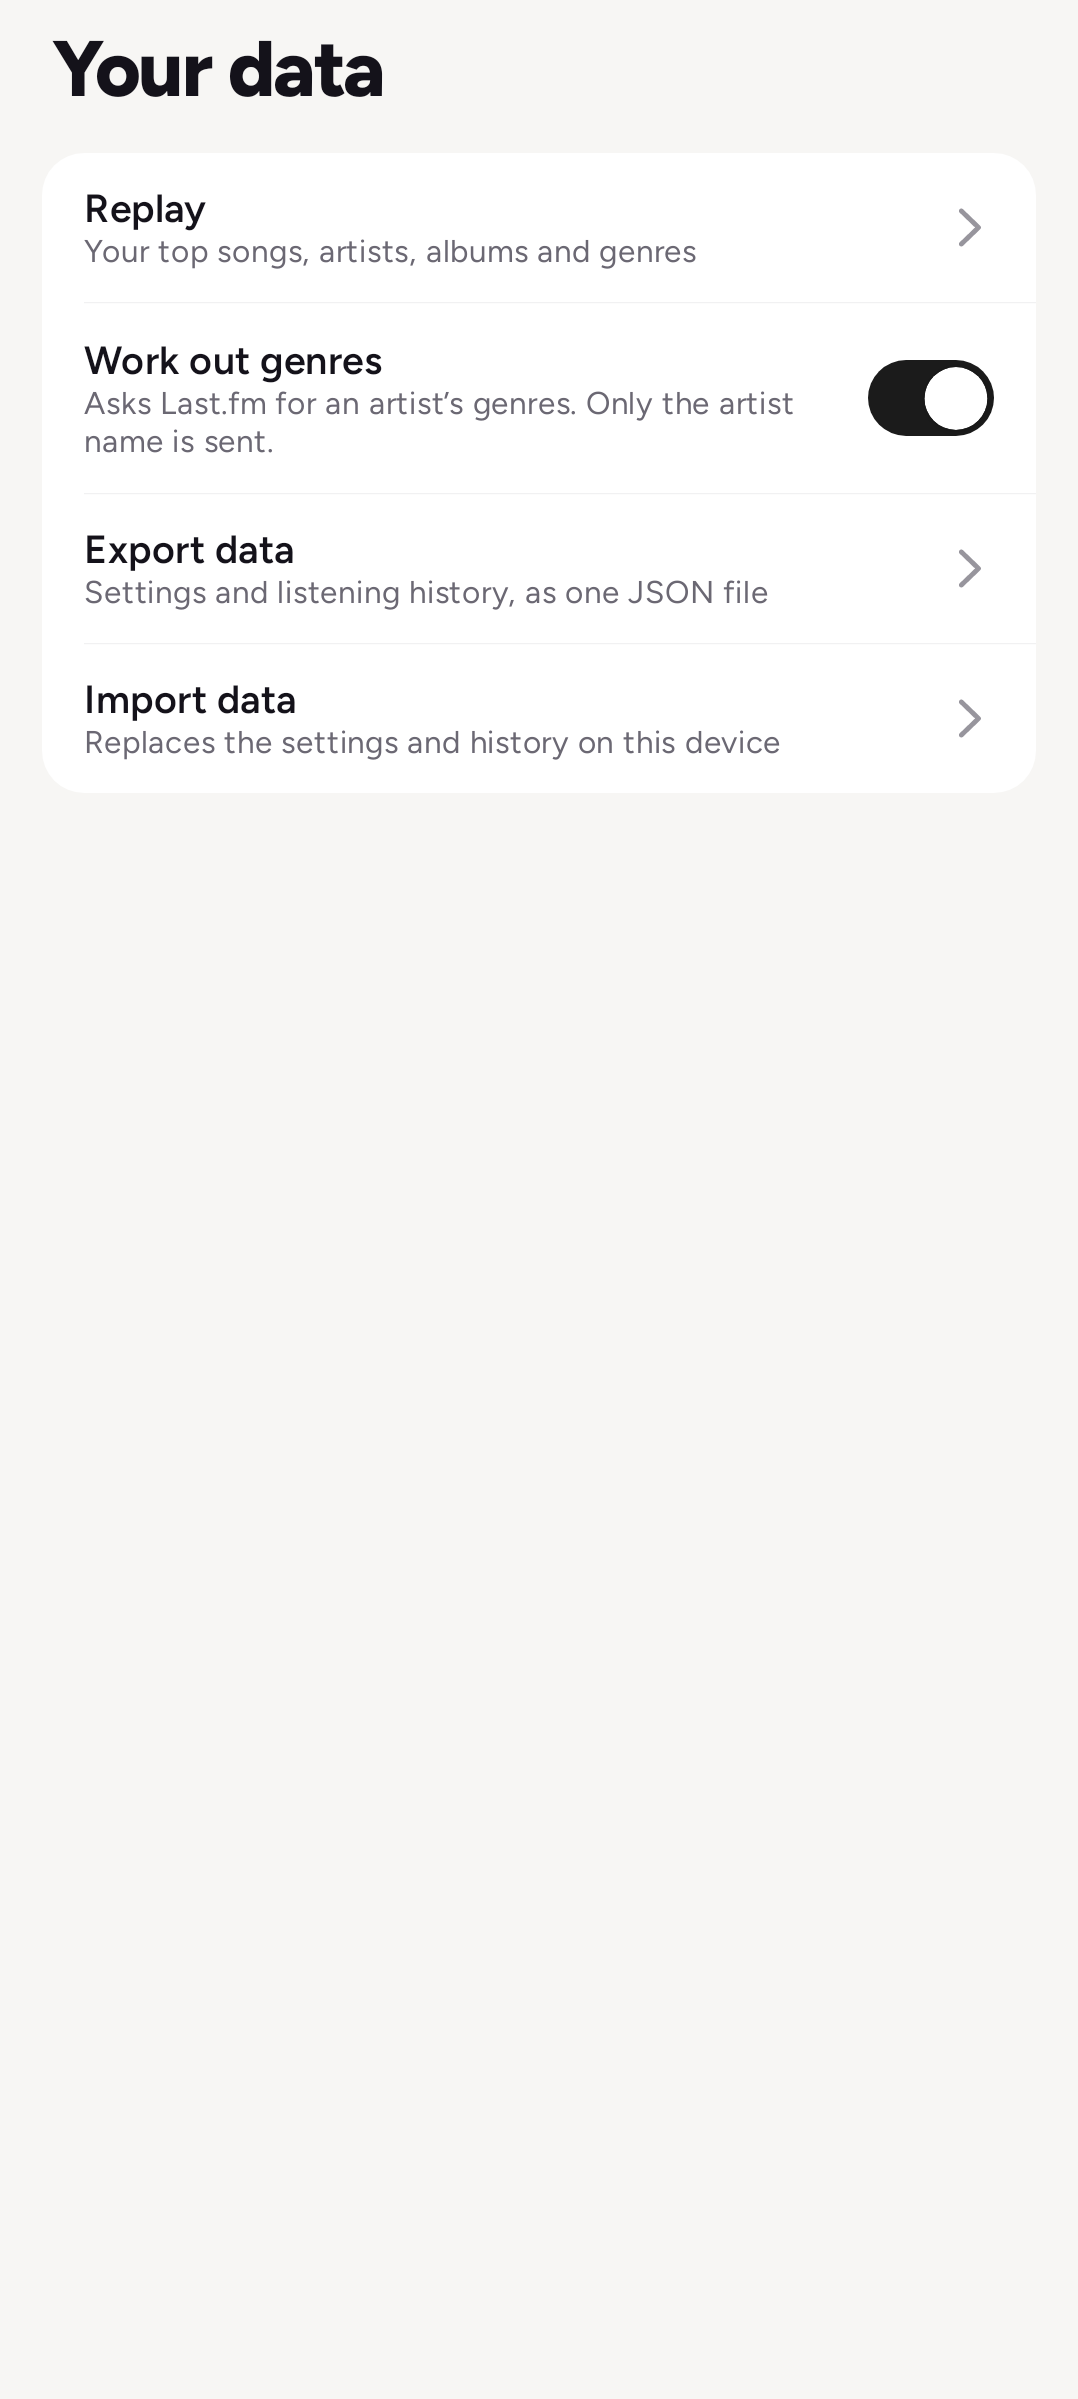 Your data
Replay
Your top songs, artists, albums and genres
Work out genres
Asks Last.fm for an artist’s genres. Only the artist
name is sent.
Export data
Settings and listening history, as one JSON file
Import data
Replaces the settings and history on this device